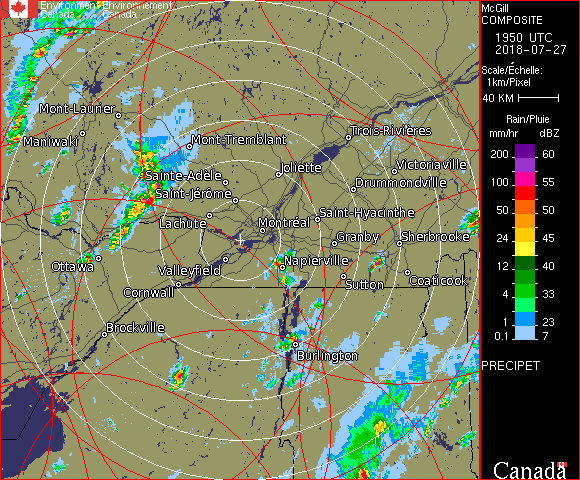 Environment Environnement
Canada Canada
McGill
COMPOSITE
1950 UTC
2018-07-27
Scale/Échelle:
1km/Pixel
40 KM
Rain/Pluie
mm/hr dBZ
200 60
100 55
50 50
24 45
12 40
4 33
1 23
0.1 7
PRECIPET
Canada
Mont-Laurier
Maniwaki
Mont-Tremblant
Trois-Rivières
Joliette
Victoriaville
Sainte-Adèle
Drummondville
Saint-Jérôme
Saint-Hyacinthe
Lachute
Montréal
Granby
Sherbrooke
Ottawa
Valleyfield
Napierville
Sutton
Coaticook
Cornwall
Brockville
Burlington